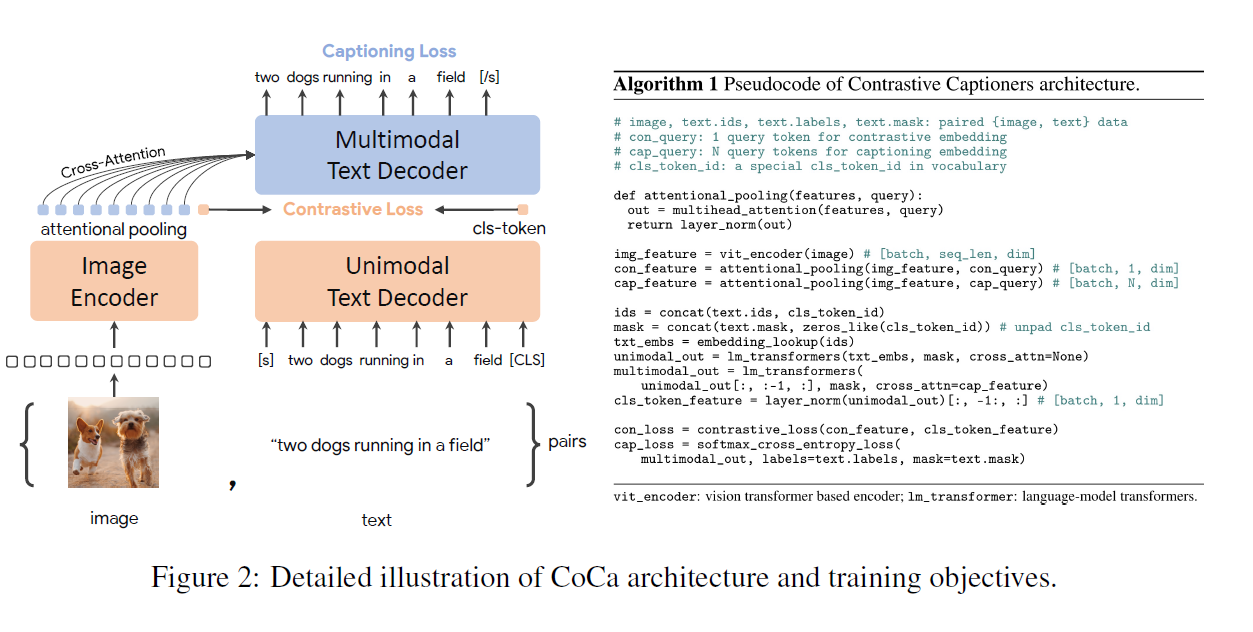 Captioning Loss
two dogs running in a field [/s]
Multimodal
Text Decoder
Cross-Attention
Contrastive Loss
attentional pooling
cls-token
Image
Encoder
Unimodal
Text Decoder
[s] two dogs running in a field [CLS]
“two dogs running in a field”
pairs
,
image
text
Algorithm 1 Pseudocode of Contrastive Captioners architecture.
# image, text.ids, text.labels, text.mask: paired {image, text} data
# con_query: 1 query token for contrastive embedding
# cap_query: N query tokens for captioning embedding
# cls_token_id: a special cls_token_id in vocabulary
def attentional_pooling(features, query):
  out = multihead_attention(features, query)
  return layer_norm(out)
img_feature = vit_encoder(image) # [batch, seq_len, dim]
con_feature = attentional_pooling(img_feature, con_query) # [batch, 1, dim]
cap_feature = attentional_pooling(img_feature, cap_query) # [batch, N, dim]
ids = concat(text.ids, cls_token_id)
mask = concat(text.mask, zeros_like(cls_token_id)) # unpad cls_token_id
txt_embs = embedding_lookup(ids)
unimodal_out = lm_transformers(txt_embs, mask, cross_attn=None)
multimodal_out = lm_transformers(
    unimodal_out[:, :-1, :], mask, cross_attn=cap_feature)
cls_token_feature = layer_norm(unimodal_out)[:, -1:, :] # [batch, 1, dim]
con_loss = contrastive_loss(con_feature, cls_token_feature)
cap_loss = softmax_cross_entropy_loss(
    multimodal_out, labels=text.labels, mask=text.mask)
vit_encoder: vision transformer based encoder; lm_transformer: language-model transformers.
Figure 2: Detailed illustration of CoCa architecture and training objectives.